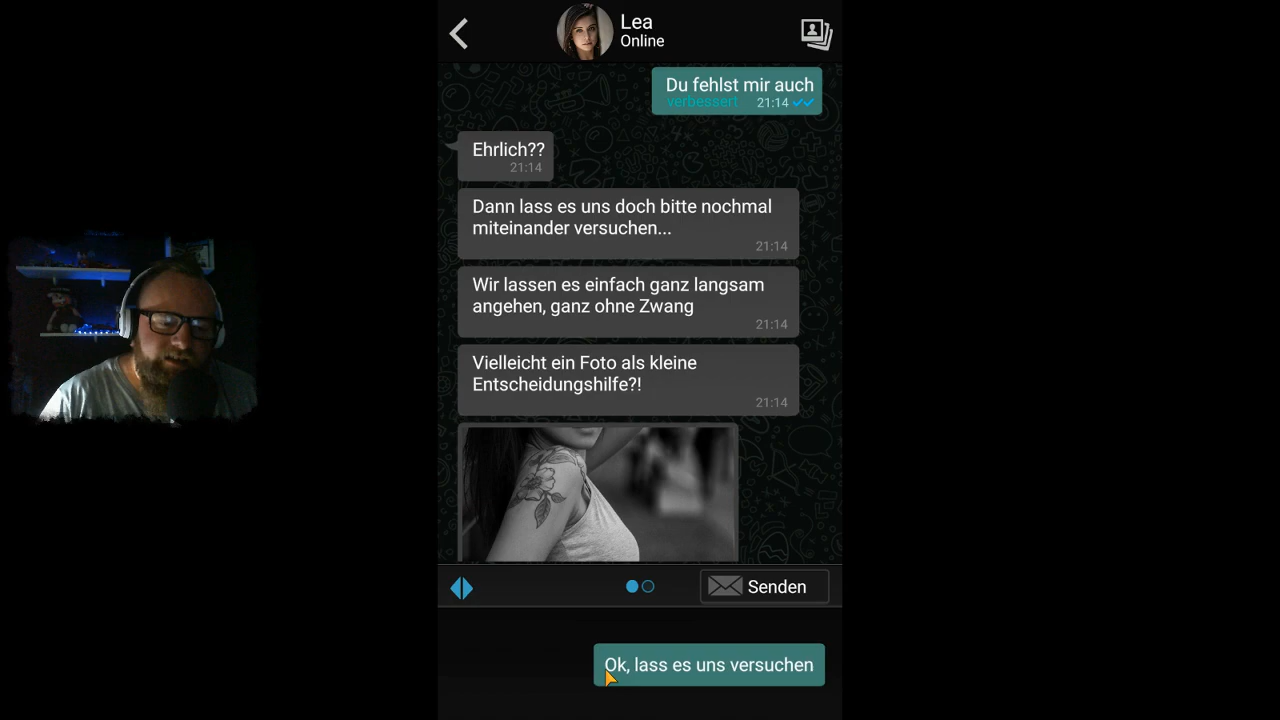 Lea
Online
Du fehlst mir auch
verbessert 21:14
Ehrlich??
21:14
Dann lass es uns doch bitte nochmal
miteinander versuchen...
21:14
Wir lassen es einfach ganz langsam
angehen, ganz ohne Zwang
21:14
Vielleicht ein Foto als kleine
Entscheidungshilfe?!
21:14
Senden
Ok, lass es uns versuchen